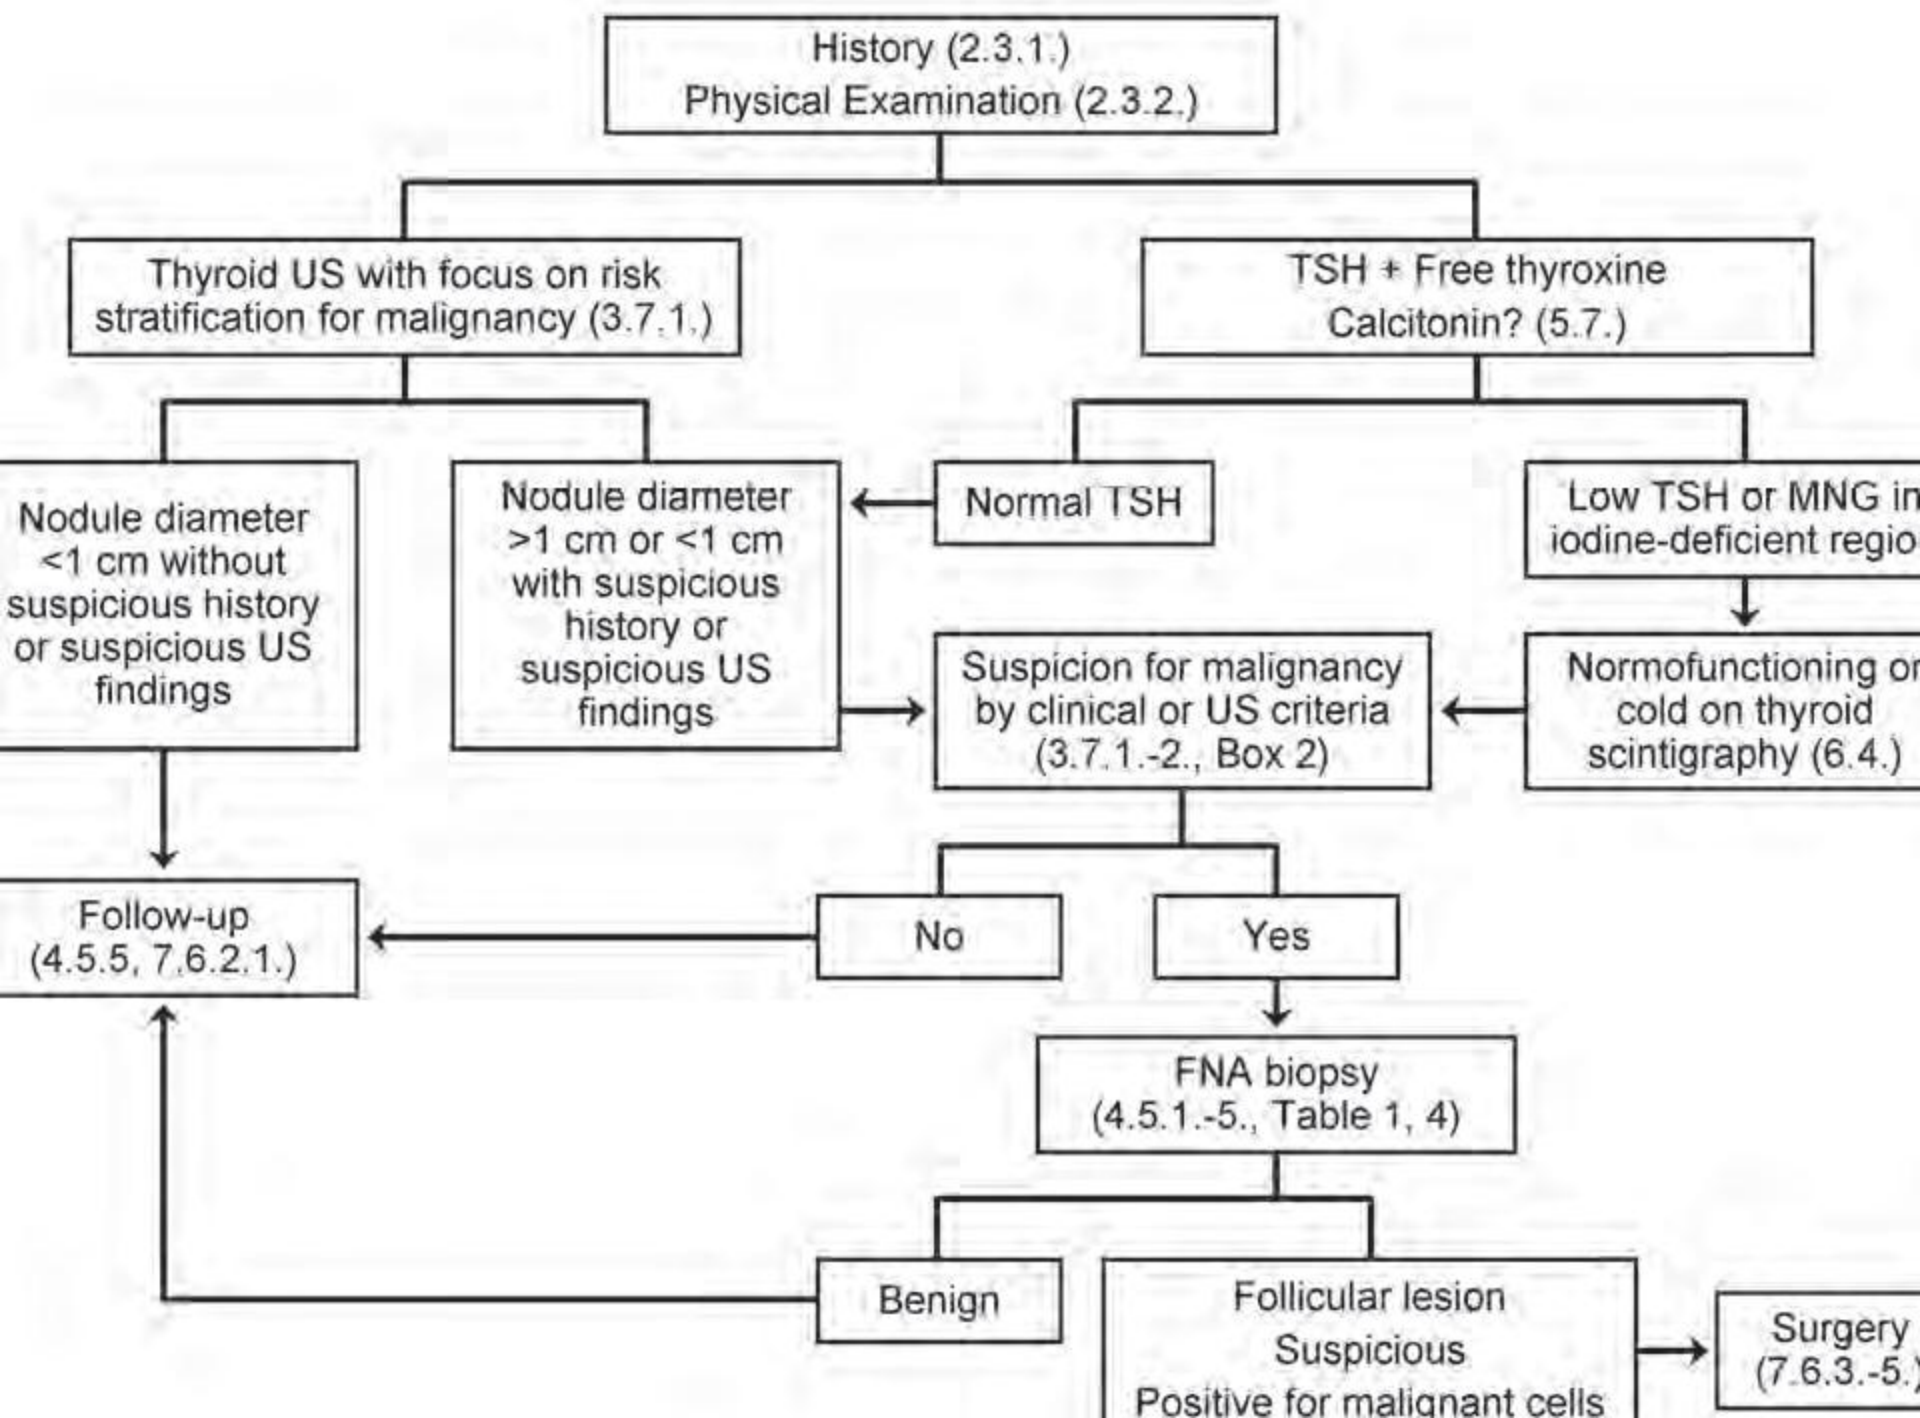 History (2.3.1.)
Physical Examination (2.3.2.)
Thyroid US with focus on risk
stratification for malignancy (3.7.1.)
TSH + Free thyroxine
Calcitonin? (5.7.)
Nodule diameter
<1 cm without
suspicious history
or suspicious US
findings
Nodule diameter
>1 cm or <1 cm
with suspicious
history or
suspicious US
findings
Normal TSH
Low TSH or MNG in
iodine-deficient regio
Suspicion for malignancy
by clinical or US criteria
(3.7.1.-2., Box 2)
Normofunctioning or
cold on thyroid
scintigraphy (6.4.)
Follow-up
(4.5.5, 7.6.2.1.)
No
Yes
FNA biopsy
(4.5.1.-5., Table 1, 4)
Benign
Follicular lesion
Suspicious
Positive for malignant cells
Surgery
(7.6.3.-5.)